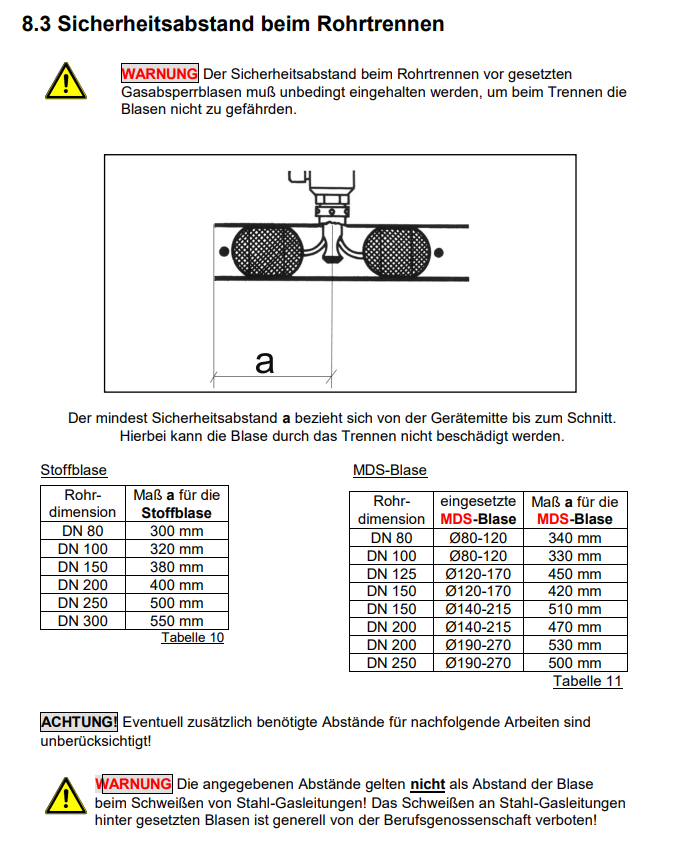 8.3 Sicherheitsabstand beim Rohrtrennen
WARNUNG Der Sicherheitsabstand beim Rohrtrennen vor gesetzten
Gasabsperrblasen muß unbedingt eingehalten werden, um beim Trennen die
Blasen nicht zu gefährden.
a
Der mindest Sicherheitsabstand a bezieht sich von der Gerätemitte bis zum Schnitt.
Hierbei kann die Blase durch das Trennen nicht beschädigt werden.
Stoffblase
Rohr- Maß a für die
dimension Stoffblase
DN 80 300 mm
DN 100 320 mm
DN 150 380 mm
DN 200 400 mm
DN 250 500 mm
DN 300 550 mm
Tabelle 10
MDS-Blase
Rohr- eingesetzte Maß a für die
dimension MDS-Blase MDS-Blase
DN 80 Ø80-120 340 mm
DN 100 Ø80-120 330 mm
DN 125 Ø120-170 450 mm
DN 150 Ø120-170 420 mm
DN 150 Ø140-215 510 mm
DN 200 Ø140-215 470 mm
DN 200 Ø190-270 530 mm
DN 250 Ø190-270 500 mm
Tabelle 11
ACHTUNG! Eventuell zusätzlich benötigte Abstände für nachfolgende Arbeiten sind
unberücksichtigt!
WARNUNG Die angegebenen Abstände gelten nicht als Abstand der Blase
beim Schweißen von Stahl-Gasleitungen! Das Schweißen an Stahl-Gasleitungen
hinter gesetzten Blasen ist generell von der Berufsgenossenschaft verboten!